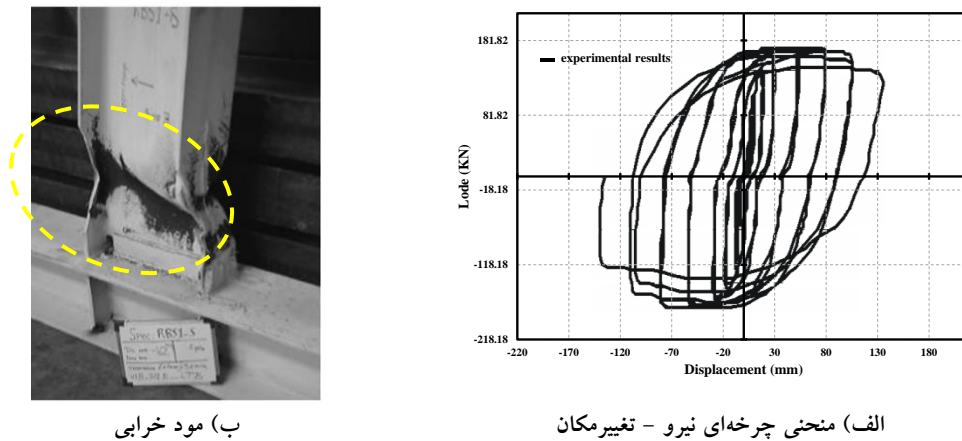 RBS1-S
Spec: RBS1-S
181.82
81.82
-18.18
-118.18
-218.18
experimental results
Lode (KN)
-220 -170 -120 -70 -20 30 80 130 180
Displacement (mm)
ب) مود خرابی
الف) منحنی چرخه‌ای نیرو - تغییرمکان